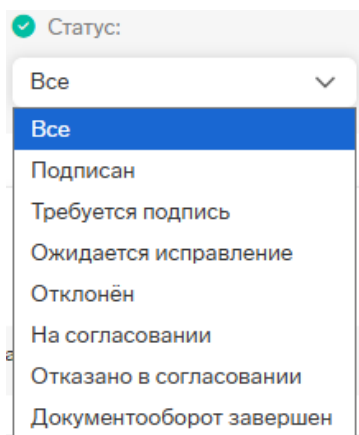 Статус:
Все
Все
Подписан
Требуется подпись
Ожидается исправление
Отклонён
На согласовании
Отказано в согласовании
Документооборот завершен